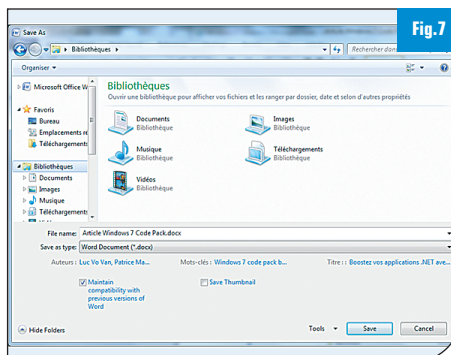 Fig.7
Save As
Bibliothèques
Rechercher dans
Organiser
Microsoft Office W
Favoris
Bureau
Emplacements re
Téléchargements
Bibliothèques
Documents
Images
Musique
Téléchargements
Bibliothèques
Ouvrir une bibliothèque pour afficher vos fichiers et les ranger par dossier, date et selon d'autres propriétés
Documents
Bibliothèque
Images
Bibliothèque
Musique
Bibliothèque
Téléchargements
Bibliothèque
Vidéos
Bibliothèque
File name: Article Windows 7 Code Pack.docx
Save as type: Word Document (*.docx)
Auteurs : Luc Vo Van, Patrice Ma... Mots-clés : Windows 7 code pack b... Titre : : Boostez vos applications .NET ave...
Maintain
compatibility with
previous versions of
Word
Save Thumbnail
Hide Folders
Tools Save Cancel